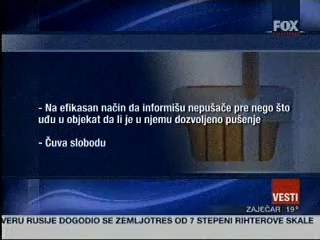 FOX
- Na efikasan način da informišu nepušače pre nego što
uđu u objekat da li je u njemu dozvoljeno pušenje
- Čuva slobodu
VESTI
ZAJEČAR 19°
VERU RUSIJE DOGODIO SE ZEMLJOTRES OD 7 STEPENI RIHTEROVE SKALE